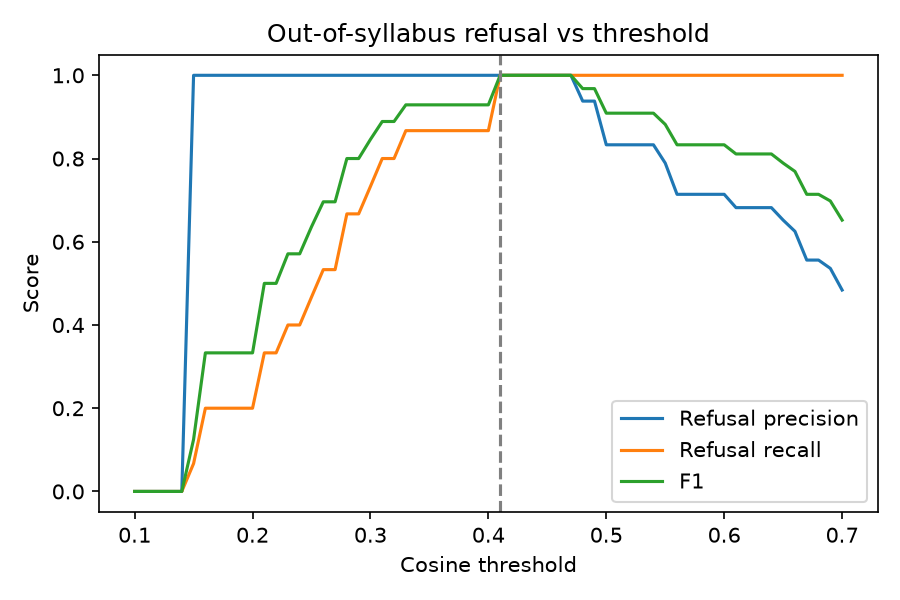 Out-of-syllabus refusal vs threshold
1.0
0.8
0.6
0.4
0.2
0.0
Score
Refusal precision
Refusal recall
F1
0.1 0.2 0.3 0.4 0.5 0.6 0.7
Cosine threshold